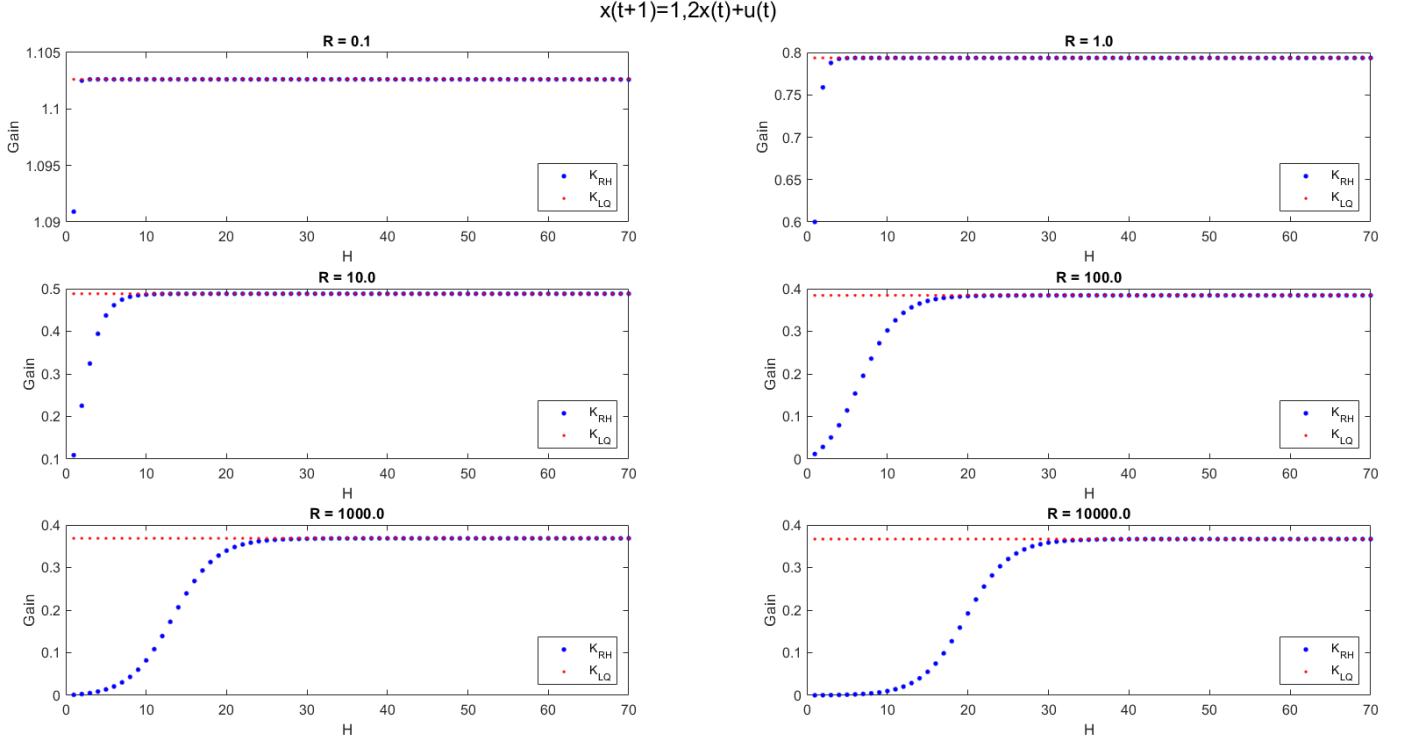 x(t+1)=1,2x(t)+u(t)
R = 0.1
1.105
1.1
1.095
1.09
Gain
0 10 20 30 40 50 60 70
H
K_RH
K_LQ
R = 1.0
0.8
0.75
0.7
0.65
0.6
Gain
0 10 20 30 40 50 60 70
H
K_RH
K_LQ
R = 10.0
0.5
0.4
0.3
0.2
0.1
Gain
0 10 20 30 40 50 60 70
H
K_RH
K_LQ
R = 100.0
0.4
0.3
0.2
0.1
0
Gain
0 10 20 30 40 50 60 70
H
K_RH
K_LQ
R = 1000.0
0.4
0.3
0.2
0.1
0
Gain
0 10 20 30 40 50 60 70
H
K_RH
K_LQ
R = 10000.0
0.4
0.3
0.2
0.1
0
Gain
0 10 20 30 40 50 60 70
H
K_RH
K_LQ